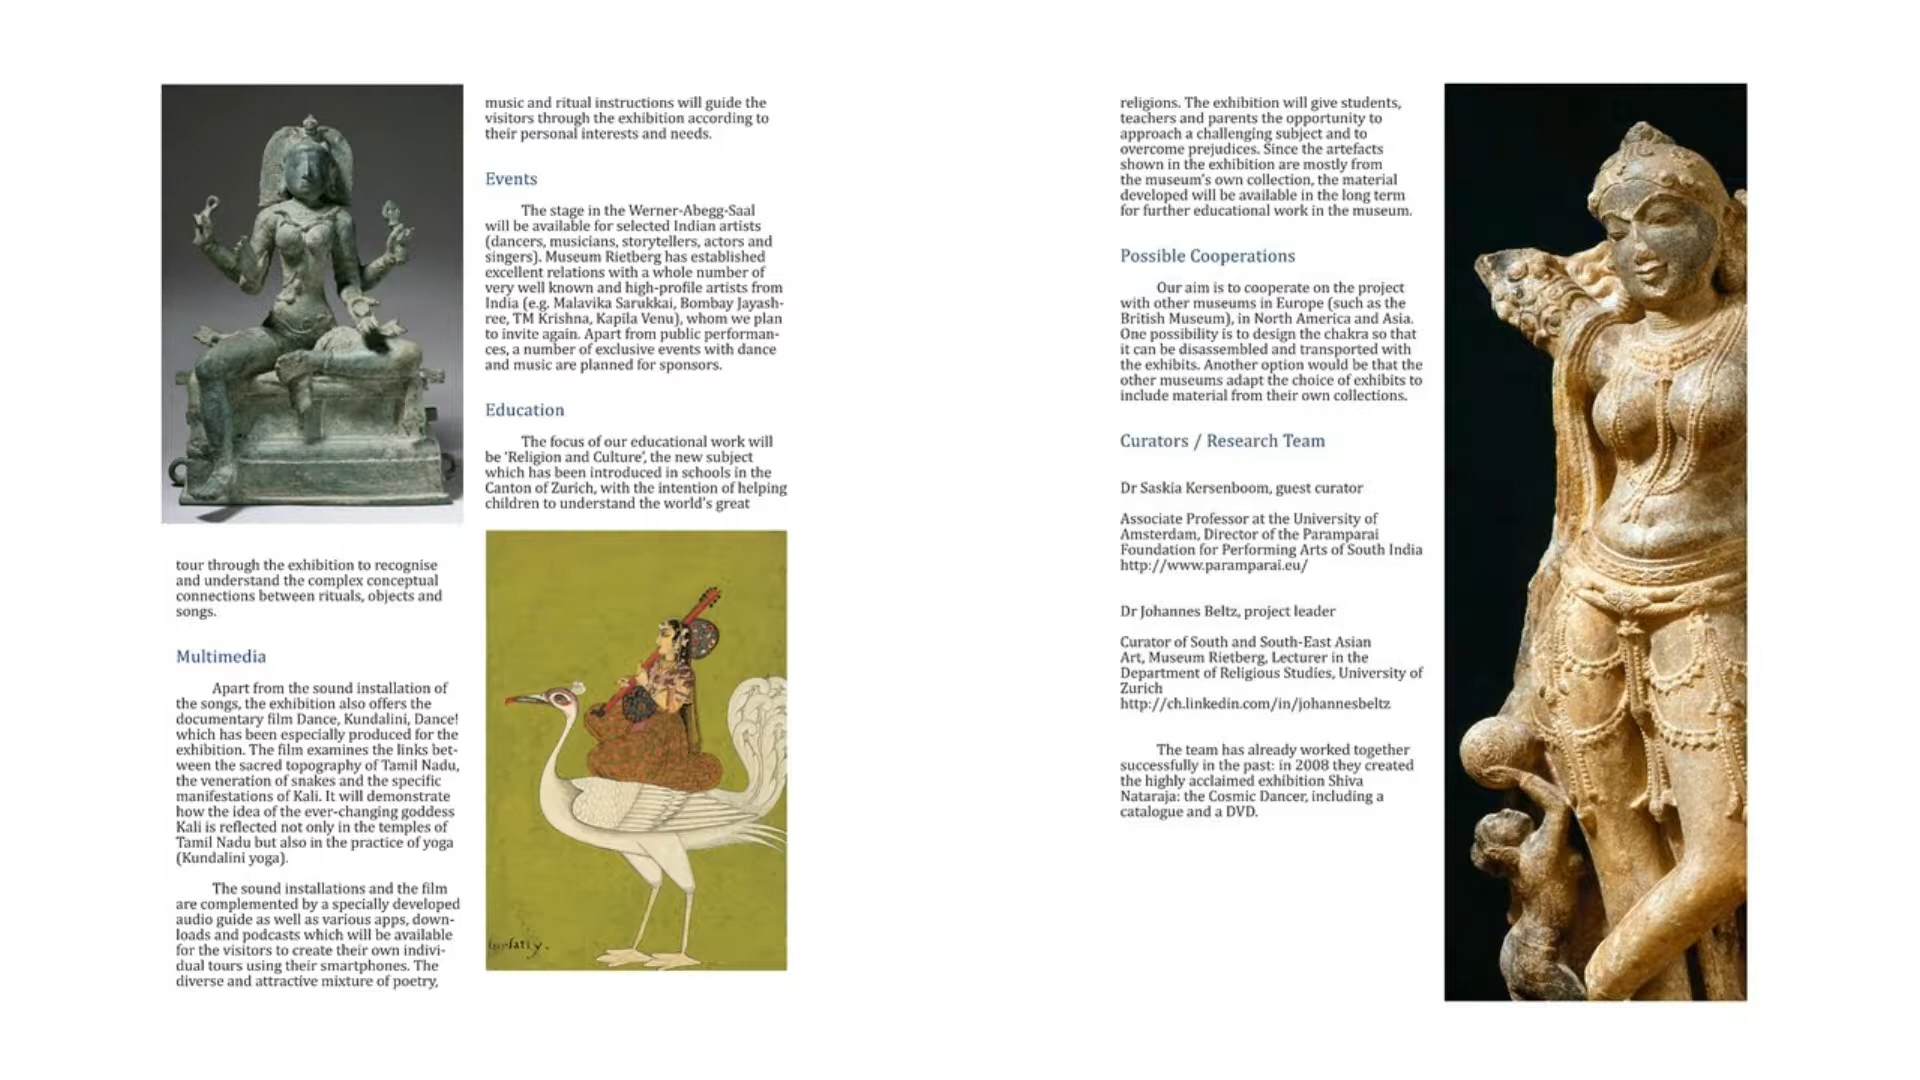 tour through the exhibition to recognise
and understand the complex conceptual
connections between rituals, objects and
songs.
Multimedia
Apart from the sound installation of
the songs, the exhibition also offers the
documentary film Dance, Kundalini, Dance!
which has been especially produced for the
exhibition. The film examines the links bet-
ween the sacred topography of Tamil Nadu,
the veneration of snakes and the specific
manifestations of Kali. It will demonstrate
how the idea of the ever-changing goddess
Kali is reflected not only in the temples of
Tamil Nadu but also in the practice of yoga
(Kundalini yoga).
The sound installations and the film
are complemented by a specially developed
audio guide as well as various apps, down-
loads and podcasts which will be available
for the visitors to create their own indivi-
dual tours using their smartphones. The
diverse and attractive mixture of poetry,
music and ritual instructions will guide the
visitors through the exhibition according to
their personal interests and needs.
Events
The stage in the Werner-Abegg-Saal
will be available for selected Indian artists
(dancers, musicians, storytellers, actors and
singers). Museum Rietberg has established
excellent relations with a whole number of
very well known and high-profile artists from
India (e.g. Malavika Sarukkai, Bombay Jayash-
ree, TM Krishna, Kapila Venu), whom we plan
to invite again. Apart from public performan-
ces, a number of exclusive events with dance
and music are planned for sponsors.
Education
The focus of our educational work will
be 'Religion and Culture', the new subject
which has been introduced in schools in the
Canton of Zurich, with the intention of helping
children to understand the world's great
religions. The exhibition will give students,
teachers and parents the opportunity to
approach a challenging subject and to
overcome prejudices. Since the artefacts
shown in the exhibition are mostly from
the museum's own collection, the material
developed will be available in the long term
for further educational work in the museum.
Possible Cooperations
Our aim is to cooperate on the project
with other museums in Europe (such as the
British Museum), in North America and Asia.
One possibility is to design the chakra so that
it can be disassembled and transported with
the exhibits. Another option would be that the
other museums adapt the choice of exhibits to
include material from their own collections.
Curators / Research Team
Dr Saskia Kersenboom, guest curator
Associate Professor at the University of
Amsterdam, Director of the Paramparai
Foundation for Performing Arts of South India
http://www.paramparai.eu/
Dr Johannes Beltz, project leader
Curator of South and South-East Asian
Art, Museum Rietberg, Lecturer in the
Department of Religious Studies, University of
Zurich
http://ch.linkedin.com/in/johannesbeltz
The team has already worked together
successfully in the past: in 2008 they created
the highly acclaimed exhibition Shiva
Nataraja: the Cosmic Dancer, including a
catalogue and a DVD.